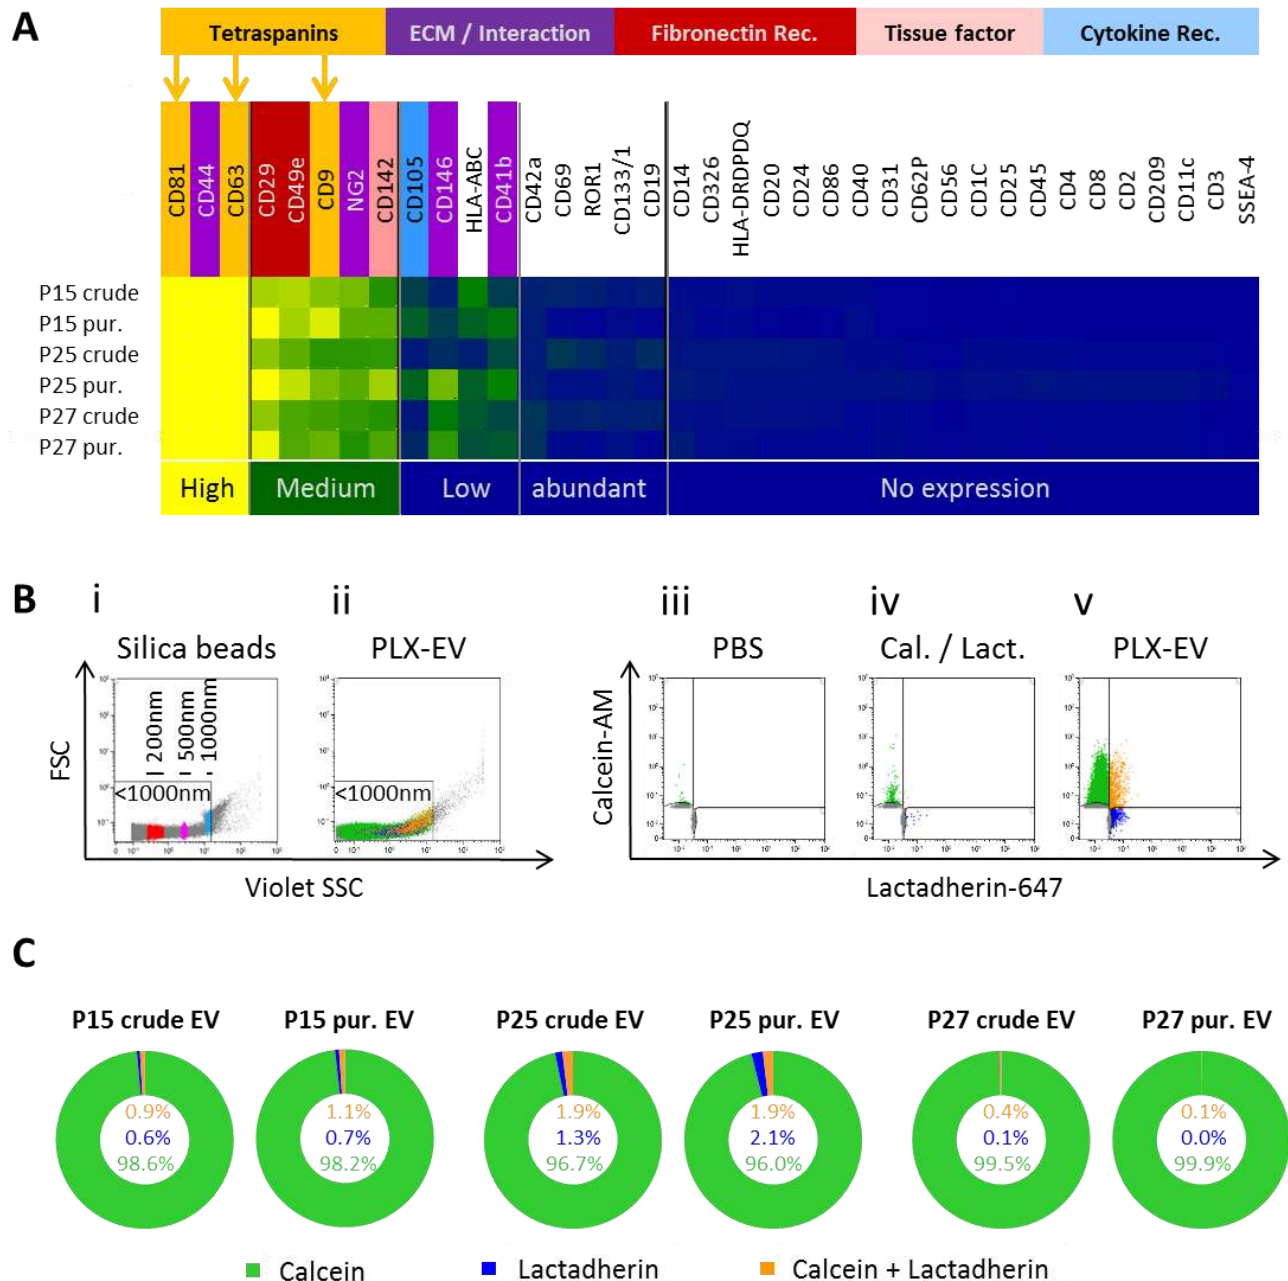 A
Tetraspanins ECM / Interaction Fibronectin Rec. Tissue factor Cytokine Rec.
CD81 CD44 CD63 CD29 CD49e CD9 NG2 CD142 CD105 CD146 HLA-ABC CD41b CD42a CD69 ROR1 CD133/1 CD19 CD14 CD326 HLA-DRDPDQ CD20 CD24 CD86 CD40 CD31 CD62P CD56 CD1C CD25 CD45 CD4 CD8 CD2 CD209 CD11c CD3 SSEA-4
P15 crude
P15 pur.
P25 crude
P25 pur.
P27 crude
P27 pur.
High Medium Low abundant No expression
B
i ii iii iv v
Silica beads PLX-EV PBS Cal. / Lact. PLX-EV
FSC
200nm 500nm 1000nm
<1000nm <1000nm
Calcein-AM
Violet SSC
Lactadherin-647
C
P15 crude EV P15 pur. EV P25 crude EV P25 pur. EV P27 crude EV P27 pur. EV
0.9% 1.1% 1.9% 1.9% 0.4% 0.1%
0.6% 0.7% 1.3% 2.1% 0.1% 0.0%
98.6% 98.2% 96.7% 96.0% 99.5% 99.9%
Calcein Lactadherin Calcein + Lactadherin